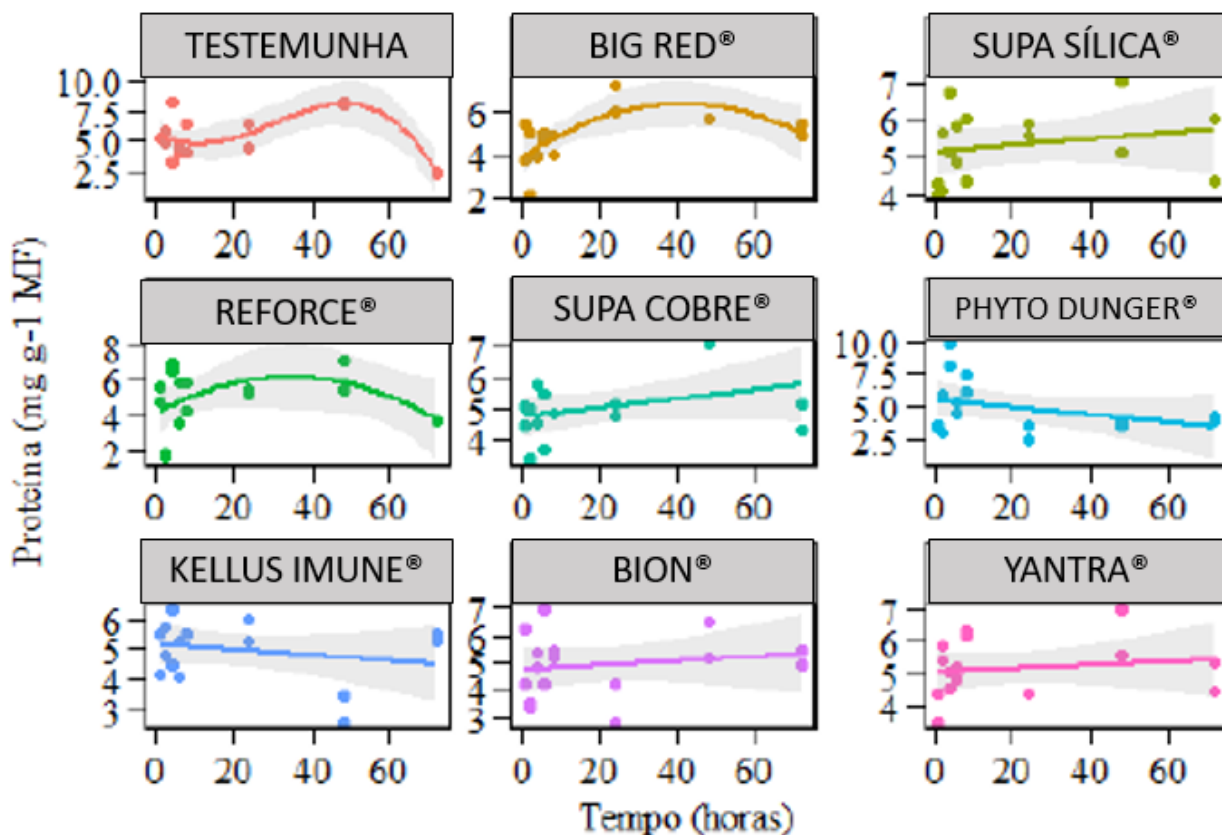 TESTEMUNHA
BIG RED®
SUPA SÍLICA®
10.0
7.5
5.0
2.5
6
4
2
7
6
5
4
0 20 40 60
0 20 40 60
0 20 40 60
REFORCE®
SUPA COBRE®
PHYTO DUNGER®
8
6
4
2
7
6
5
4
10.0
7.5
5.0
2.5
0 20 40 60
0 20 40 60
0 20 40 60
KELLUS IMUNE®
BION®
YANTRA®
6
5
4
3
7
6
5
4
3
7
6
5
4
0 20 40 60
0 20 40 60
0 20 40 60
Proteína (mg g-1 MF)
Tempo (horas)